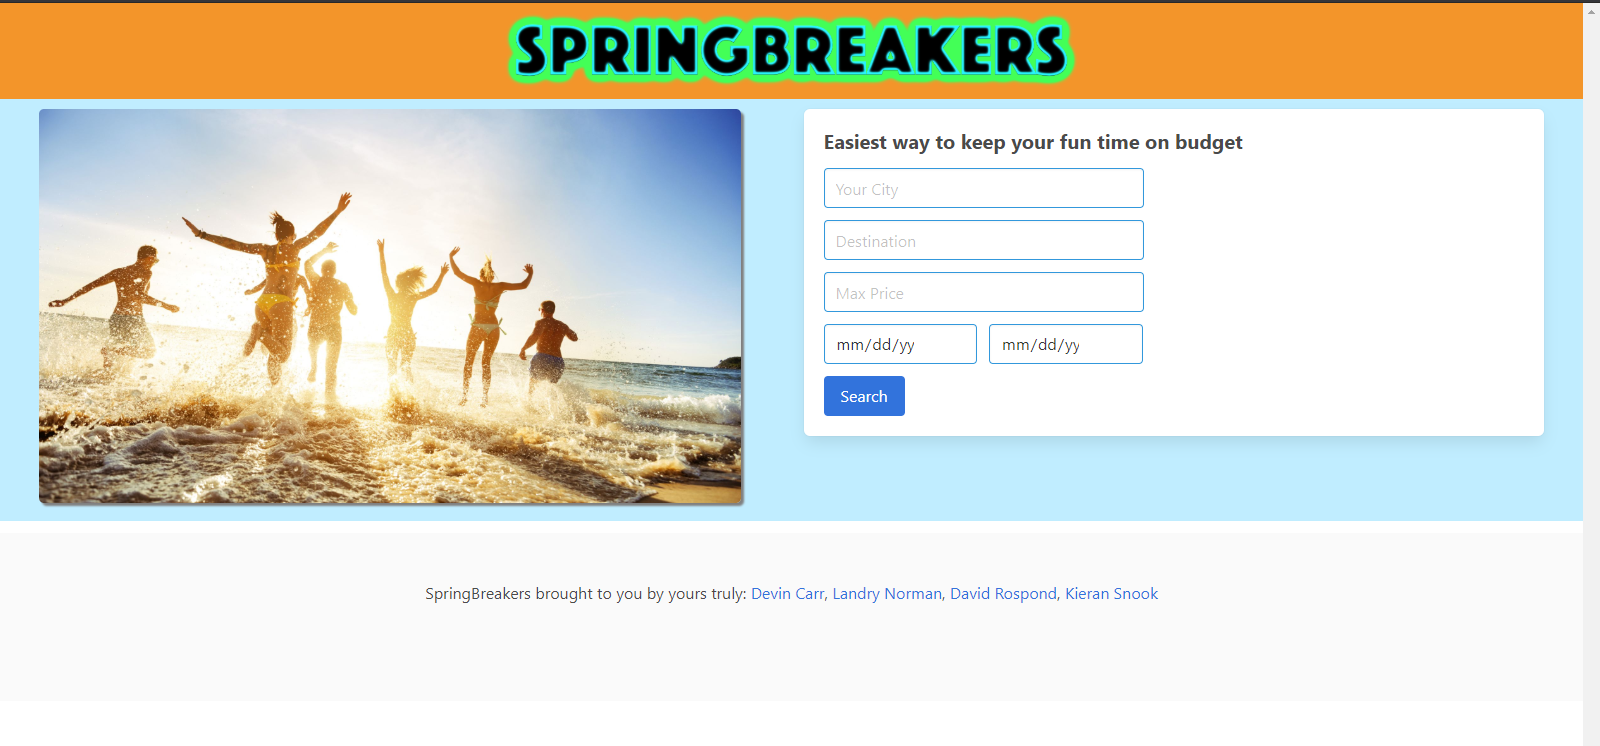 SPRINGBREAKERS
Easiest way to keep your fun time on budget
Your City
Destination
Max Price
mm/dd/yy mm/dd/yy
Search
SpringBreakers brought to you by yours truly: Devin Carr, Landry Norman, David Rospond, Kieran Snook